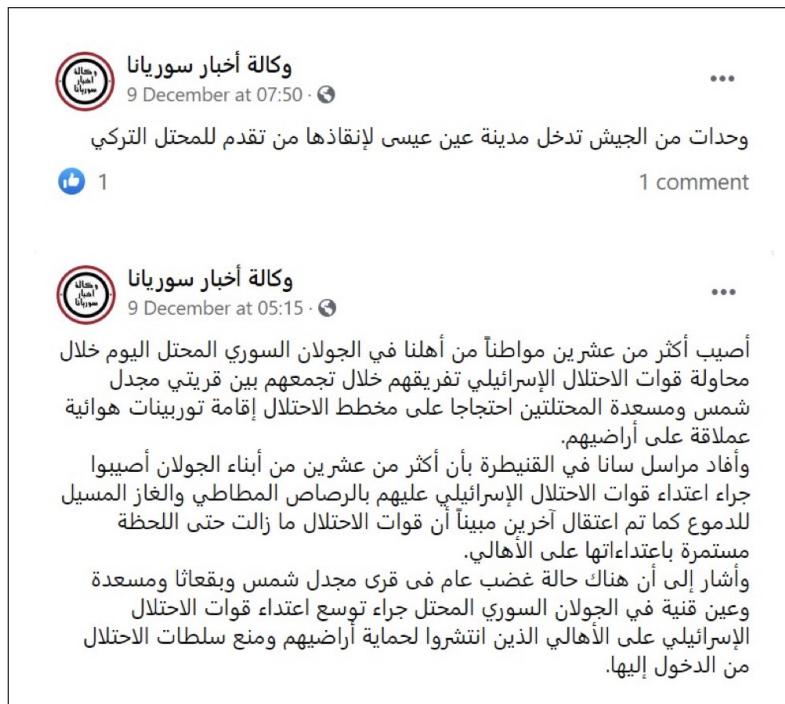 وكالة أخبار سوريانا
9 December at 07:50 ·
وحدات من الجيش تدخل مدينة عين عيسى لإنقاذها من تقدم للمحتل التركي
1
1 comment
وكالة أخبار سوريانا
وكالة أخبار سوريانا
9 December at 05:15 ·
وكالة أخبار سوريانا
أصيب أكثر من عشرين مواطناً من أهلنا في الجولان السوري المحتل اليوم خلال
محاولة قوات الاحتلال الإسرائيلي تفريقهم خلال تجمعهم بين قريتي مجدل
شمس ومسعدة المحتلتين احتجاجا على مخطط الاحتلال إقامة توربينات هوائية
عملاقة على أراضيهم.
وأفاد مراسل سانا في القنيطرة بأن أكثر من عشرين من أبناء الجولان أصيبوا
جراء اعتداء قوات الاحتلال الإسرائيلي عليهم بالرصاص المطاطي والغاز المسيل
للدموع كما تم اعتقال آخرين مبيناً أن قوات الاحتلال ما زالت حتى اللحظة
مستمرة باعتداءاتها على الأهالي.
وأشار إلى أن هناك حالة غضب عام فى قرى مجدل شمس وبقعاثا ومسعدة
وعين قنية في الجولان السوري المحتل جراء توسع اعتداء قوات الاحتلال
الإسرائيلي على الأهالي الذين انتشروا لحماية أراضيهم ومنع سلطات الاحتلال
من الدخول إليها.